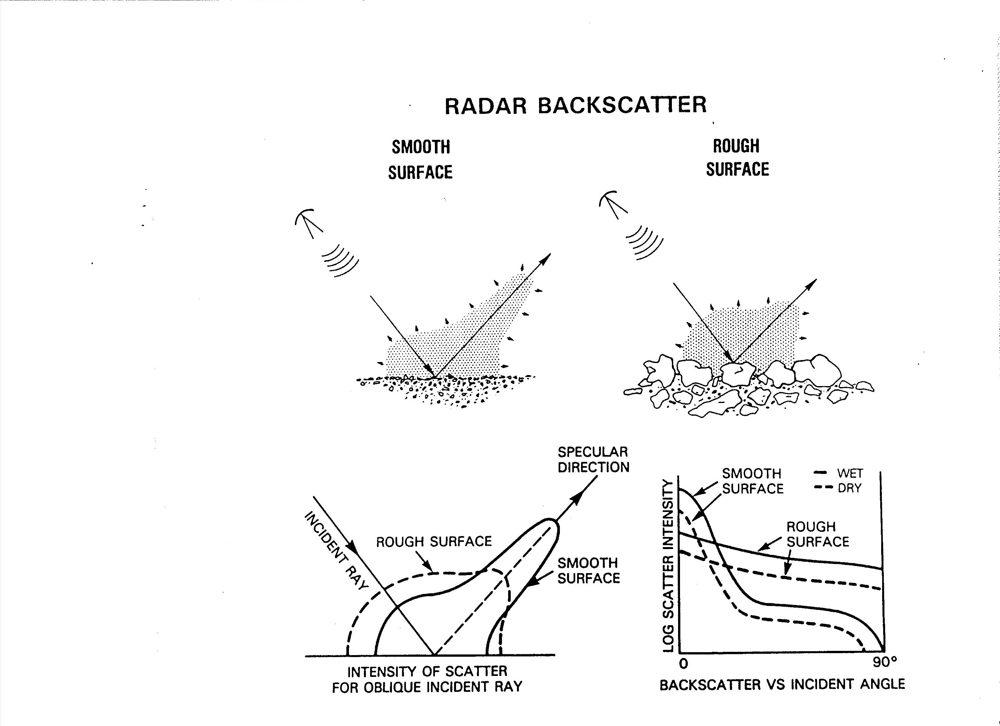 RADAR BACKSCATTER
SMOOTH
SURFACE
ROUGH
SURFACE
SPECULAR
DIRECTION
INCIDENT RAY
ROUGH SURFACE
SMOOTH
SURFACE
INTENSITY OF SCATTER
FOR OBLIQUE INCIDENT RAY
SMOOTH
SURFACE
WET
DRY
ROUGH
SURFACE
LOG SCATTER INTENSITY
0
90°
BACKSCATTER VS INCIDENT ANGLE